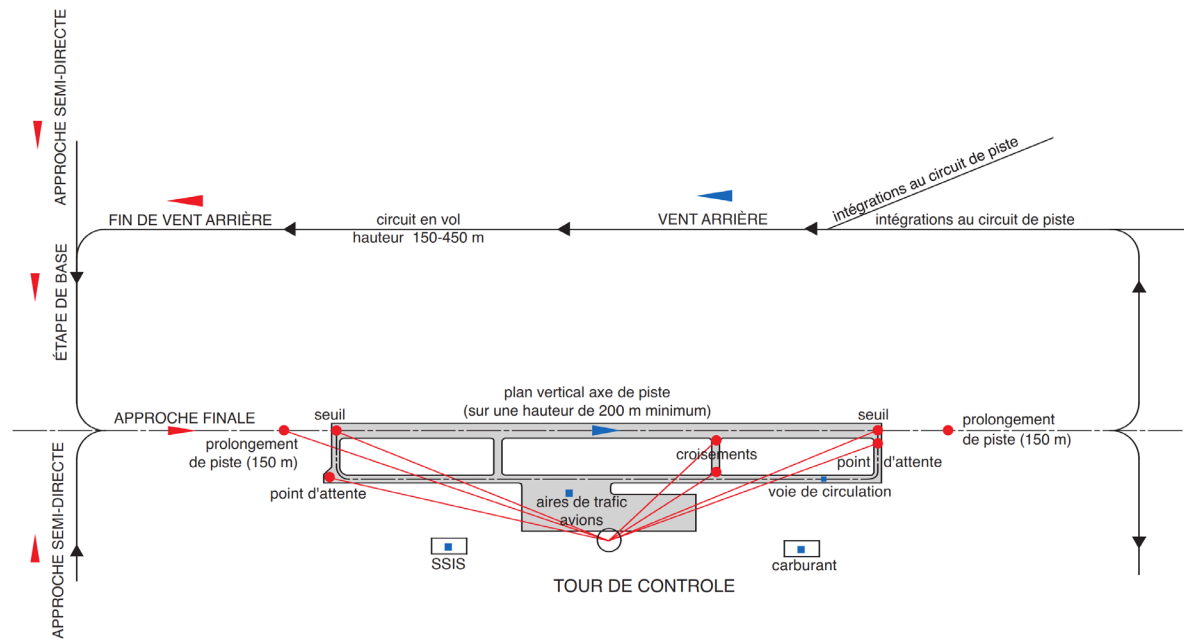 APPROCHE SEMI-DIRECTE
intégrations au circuit de piste
FIN DE VENT ARRIÈRE
circuit en vol
hauteur 150-450 m
VENT ARRIÈRE
intégrations au circuit de piste
ÉTAPE DE BASE
plan vertical axe de piste
(sur une hauteur de 200 m minimum)
APPROCHE FINALE
seuil
seuil
prolongement
de piste (150 m)
prolongement
de piste (150 m)
croisements
point d'attente
point d'attente
voie de circulation
aires de trafic
avions
SSIS
carburant
TOUR DE CONTROLE
APPROCHE SEMI-DIRECTE